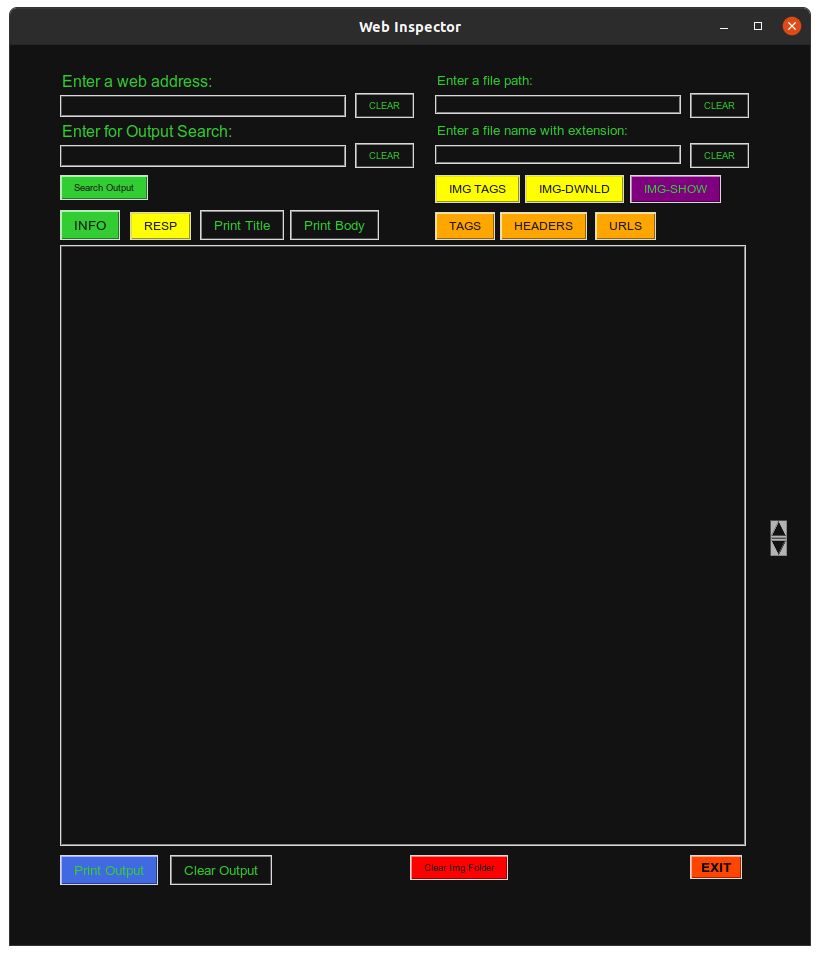 Web Inspector
Enter a web address:
Enter a file path:
CLEAR
CLEAR
Enter for Output Search:
Enter a file name with extension:
CLEAR
CLEAR
Search Output
IMG TAGS
IMG-DWNLD
IMG-SHOW
INFO
RESP
Print Title
Print Body
TAGS
HEADERS
URLS
Print Output
Clear Output
Clear Img Folder
EXIT